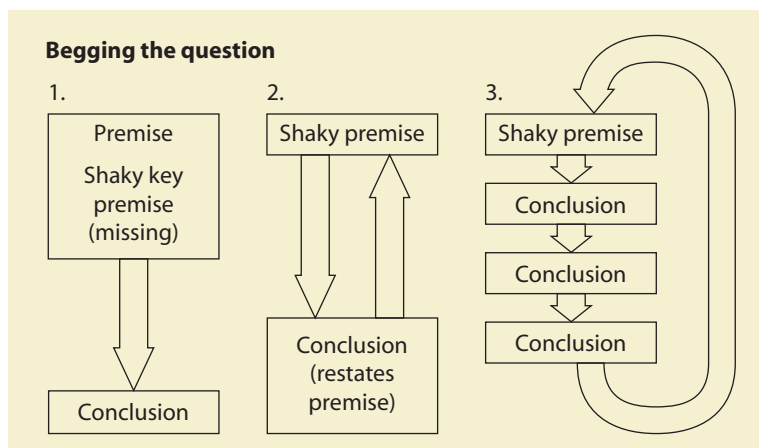 Begging the question
1.
Premise
Shaky key
premise
(missing)
Conclusion
2.
Shaky premise
Conclusion
(restates
premise)
3.
Shaky premise
Conclusion
Conclusion
Conclusion